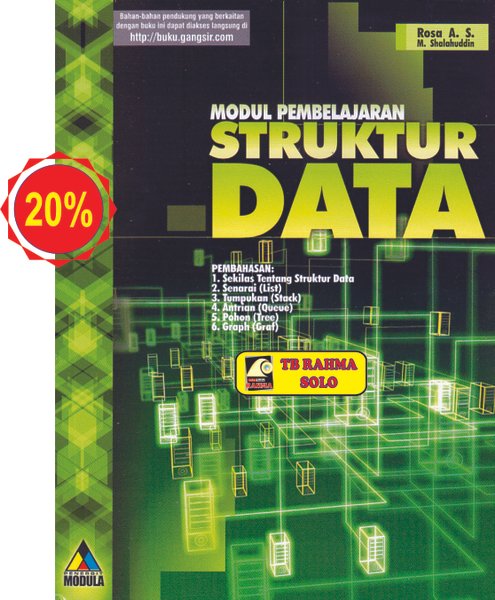 Bahan-bahan pendukung yang berkaitan
dengan buku ini dapat diakses langsung di
http://buku.gangsir.com
Rosa A. S.
M. Shalahuddin
MODUL PEMBELAJARAN
STRUKTUR
DATA
20%
PEMBAHASAN:
1. Sekilas Tentang Struktur Data
2. Senarai (List)
3. Tumpukan (Stack)
4. Antrian (Queue)
5. Pohon (Tree)
6. Graph (Graf)
RAHMA
TB RAHMA
SOLO
PENERBIT
MODULA